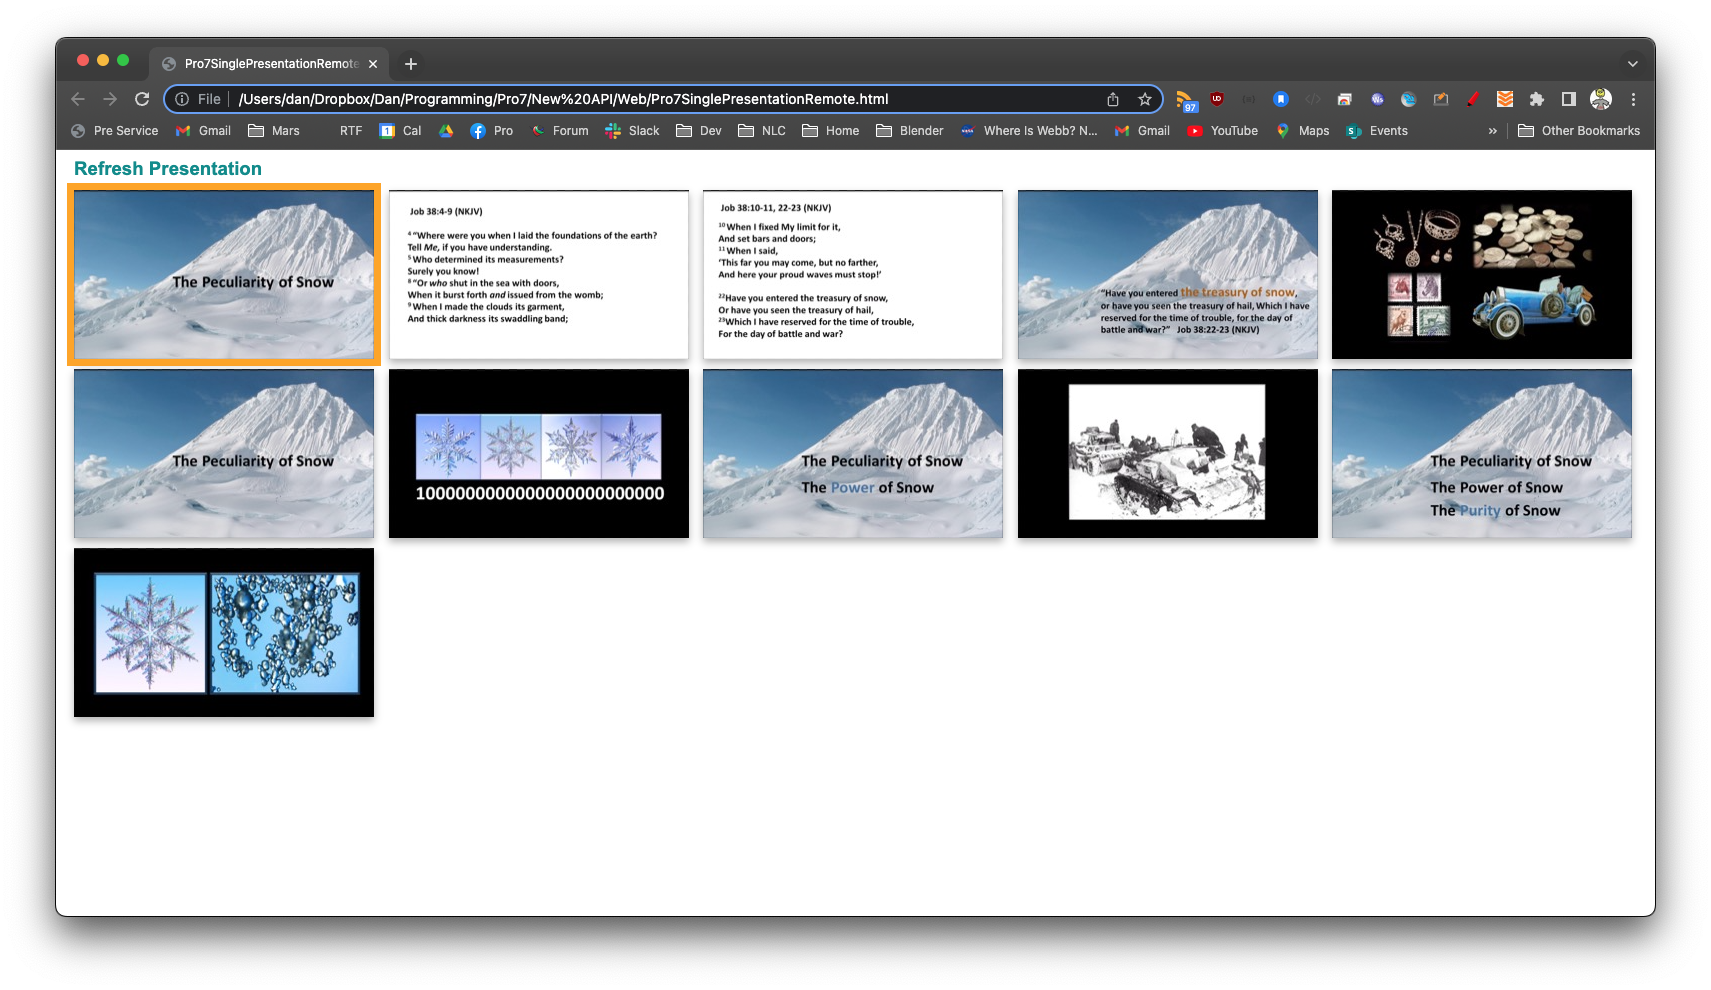 Pro7SinglePresentationRemote
File
/Users/dan/Dropbox/Dan/Programming/Pro7/New%20API/Web/Pro7SinglePresentationRemote.html
97
Pre Service
Gmail
Mars
RTF
1
Cal
Pro
Forum
Slack
Dev
NLC
Home
Blender
Where Is Webb? N...
Gmail
YouTube
Maps
Events
»
Other Bookmarks
Refresh Presentation
The Peculiarity of Snow
Job 38:4-9 (NKJV)
4 "Where were you when I laid the foundations of the earth?
Tell Me, if you have understanding.
5 Who determined its measurements?
Surely you know!
8 "Or who shut in the sea with doors,
When it burst forth and issued from the womb;
9 When I made the clouds its garment,
And thick darkness its swaddling band;
Job 38:10-11, 22-23 (NKJV)
10 When I fixed My limit for it,
And set bars and doors;
11 When I said,
'This far you may come, but no farther,
And here your proud waves must stop!'
22 Have you entered the treasury of snow,
Or have you seen the treasury of hail,
23 Which I have reserved for the time of trouble,
For the day of battle and war?
"Have you entered the treasury of snow,
or have you seen the treasury of hail, Which I have
reserved for the time of trouble, for the day of
battle and war?" Job 38:22-23 (NKJV)
The Peculiarity of Snow
The Peculiarity of Snow
The Power of Snow
The Peculiarity of Snow
The Power of Snow
The Purity of Snow